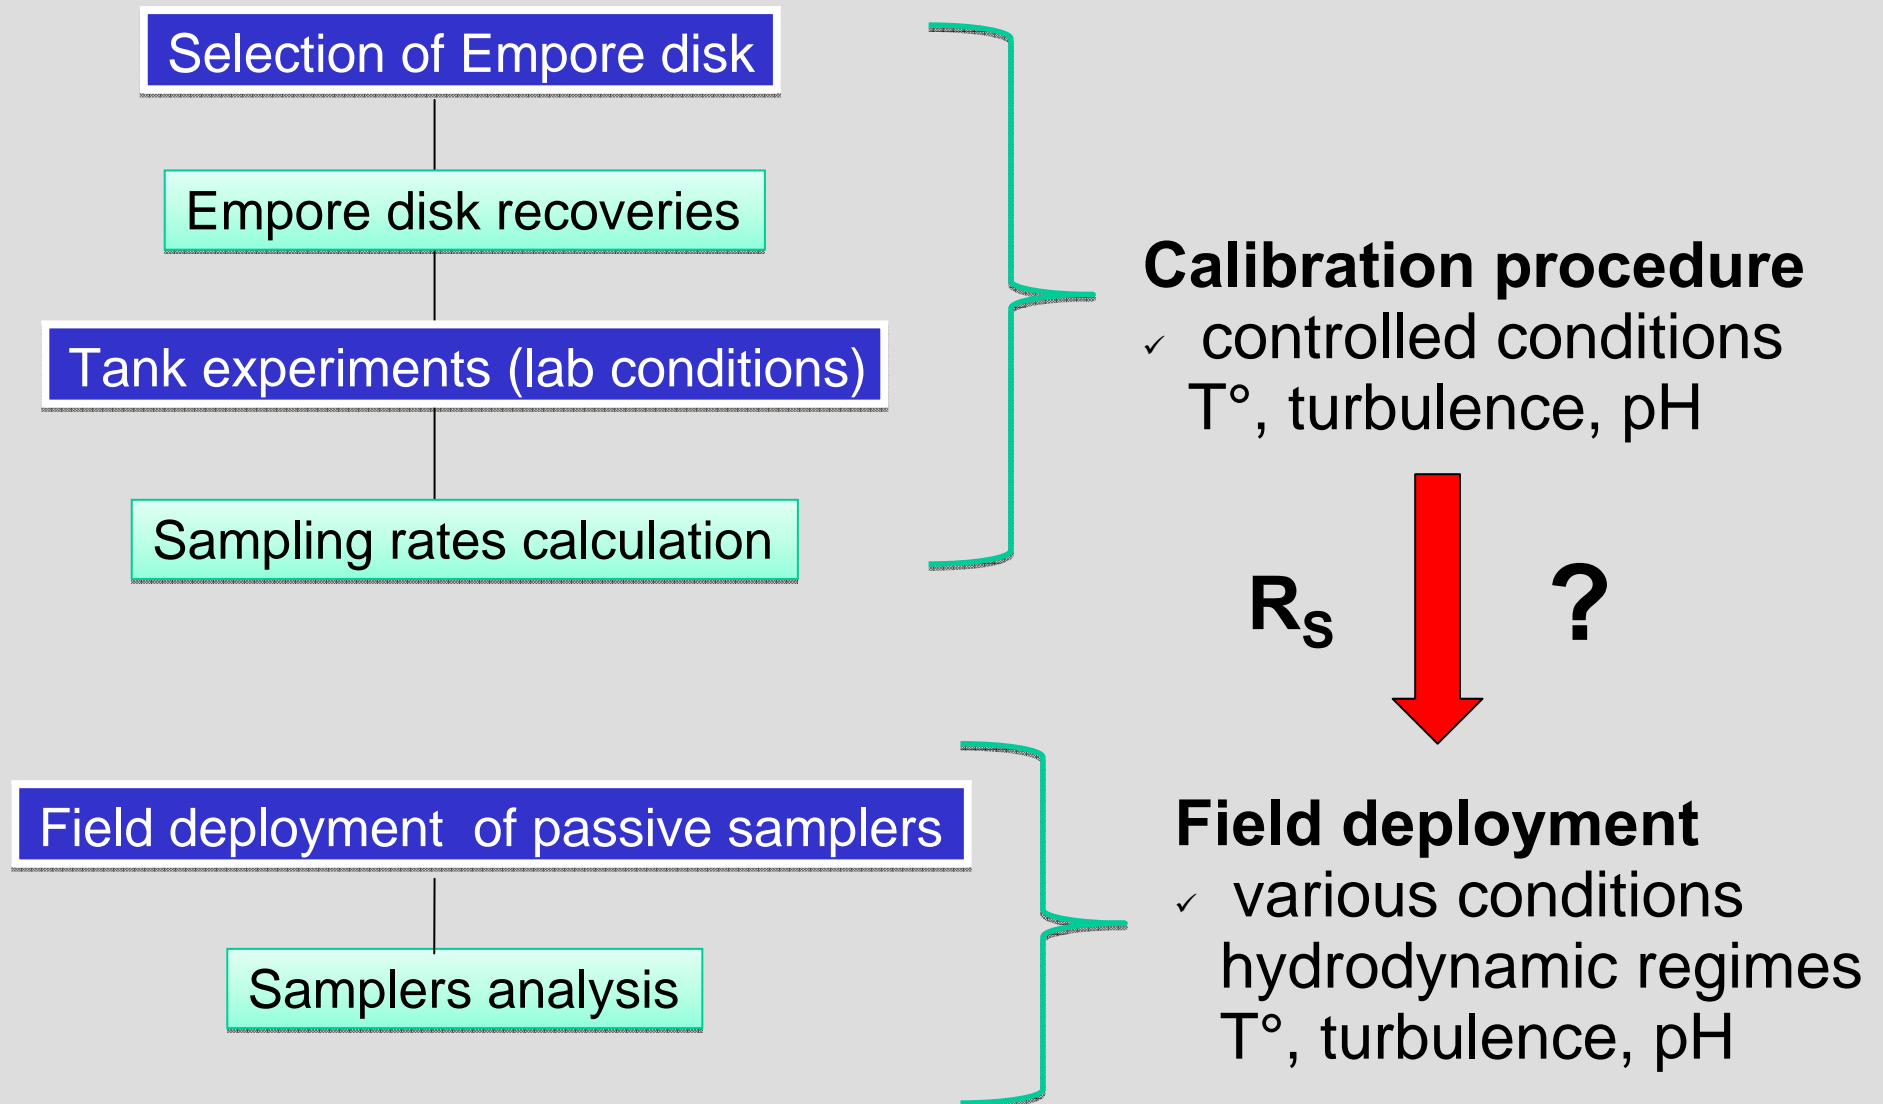 Selection of Empore disk
Empore disk recoveries
Tank experiments (lab conditions)
Sampling rates calculation
Calibration procedure
✓ controlled conditions
T°, turbulence, pH
RS ?
Field deployment of passive samplers
Samplers analysis
Field deployment
✓ various conditions
hydrodynamic regimes
T°, turbulence, pH